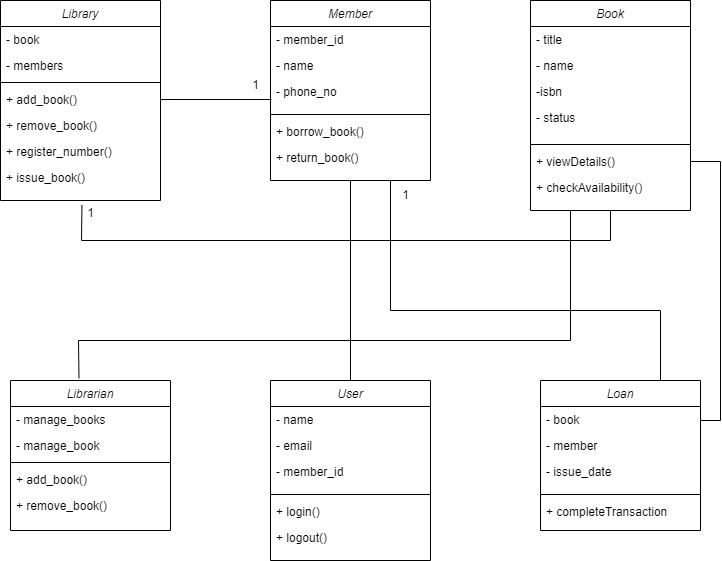 Library
- book
- members
+ add_book()
+ remove_book()
+ register_number()
+ issue_book()
1
1
Member
- member_id
- name
- phone_no
+ borrow_book()
+ return_book()
1
Book
- title
- name
-isbn
- status
+ viewDetails()
+ checkAvailability()
Librarian
- manage_books
- manage_book
+ add_book()
+ remove_book()
User
- name
- email
- member_id
+ login()
+ logout()
Loan
- book
- member
- issue_date
+ completeTransaction